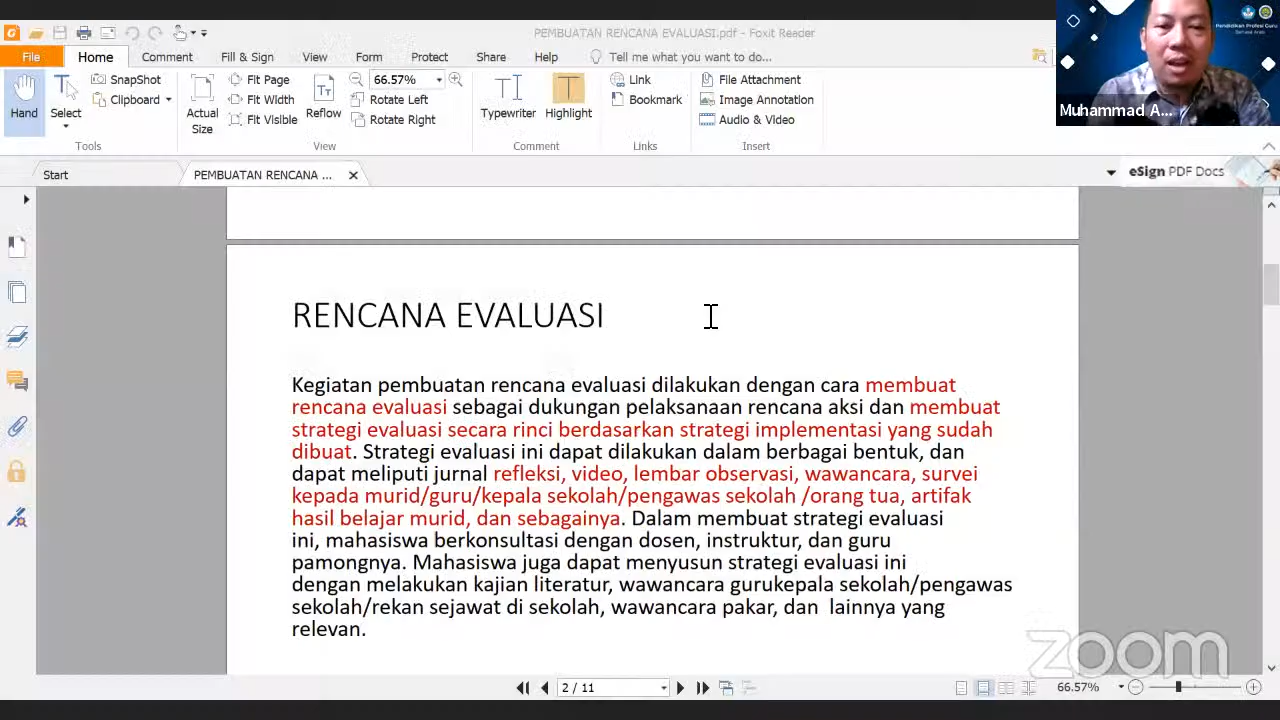 PEMBUATAN RENCANA EVALUASI.pdf - Foxit Reader
File Home Comment Fill & Sign View Form Protect Share Help Tell me what you want to do...
Hand
Select
SnapShot
Clipboard
Tools
Actual Size
Fit Page
Fit Width
Fit Visible
Reflow
66.57%
Rotate Left
Rotate Right
View
Typewriter
Highlight
Comment
Link
Bookmark
Links
File Attachment
Image Annotation
Audio & Video
Insert
Pendidikan Profesi Guru
Muhammad A...
Start
PEMBUATAN RENCANA ...
eSign PDF Docs
RENCANA EVALUASI
Kegiatan pembuatan rencana evaluasi dilakukan dengan cara membuat
rencana evaluasi sebagai dukungan pelaksanaan rencana aksi dan membuat
strategi evaluasi secara rinci berdasarkan strategi implementasi yang sudah
dibuat. Strategi evaluasi ini dapat dilakukan dalam berbagai bentuk, dan
dapat meliputi jurnal refleksi, video, lembar observasi, wawancara, survei
kepada murid/guru/kepala sekolah/pengawas sekolah /orang tua, artifak
hasil belajar murid, dan sebagainya. Dalam membuat strategi evaluasi
ini, mahasiswa berkonsultasi dengan dosen, instruktur, dan guru
pamongnya. Mahasiswa juga dapat menyusun strategi evaluasi ini
dengan melakukan kajian literatur, wawancara gurukepala sekolah/pengawas
sekolah/rekan sejawat di sekolah, wawancara pakar, dan lainnya yang
relevan.
zoom
2 / 11
66.57%